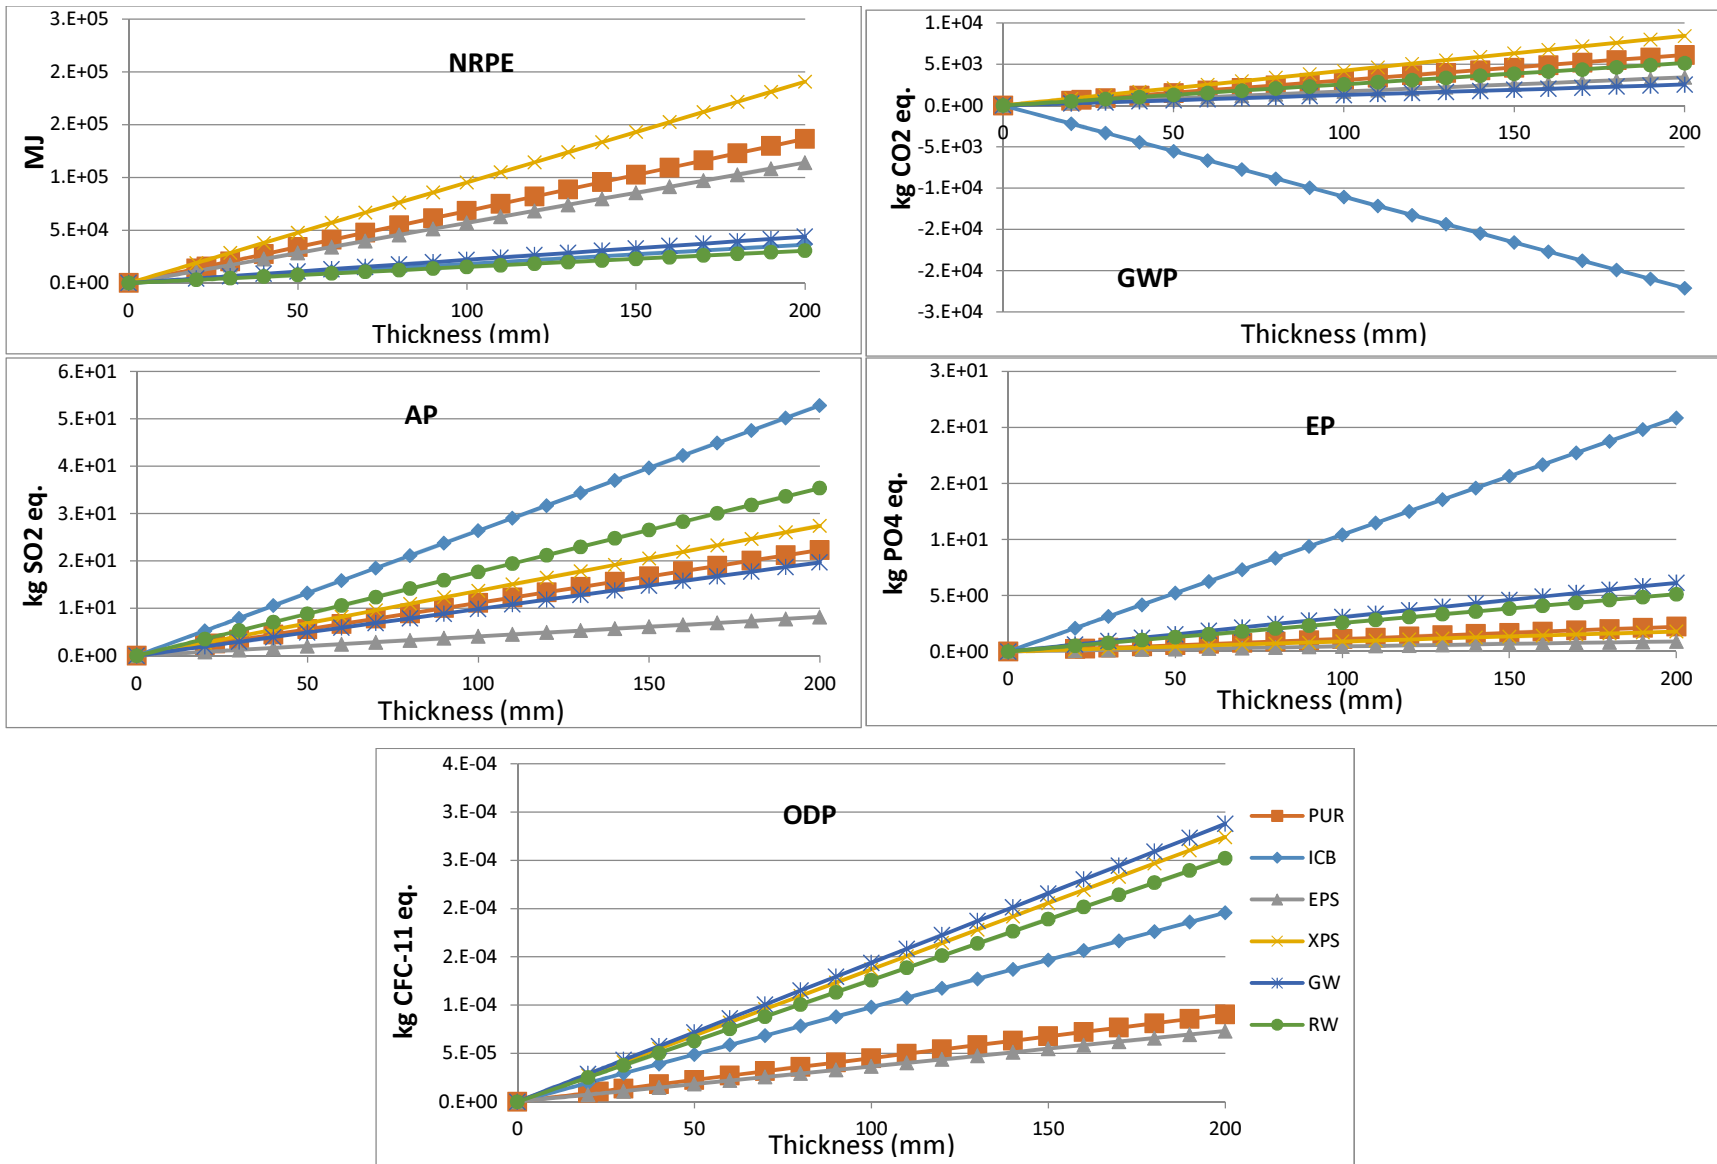 NRPE
MJ
3.E+05
2.E+05
2.E+05
1.E+05
5.E+04
0.E+00
0 50 100 150 200
Thickness (mm)
GWP
kg CO2 eq.
1.E+04
5.E+03
0.E+00
-5.E+03
-1.E+04
-2.E+04
-2.E+04
-3.E+04
0 50 100 150 200
Thickness (mm)
AP
kg SO2 eq.
6.E+01
5.E+01
4.E+01
3.E+01
2.E+01
1.E+01
0.E+00
0 50 100 150 200
Thickness (mm)
EP
kg PO4 eq.
3.E+01
2.E+01
2.E+01
1.E+01
5.E+00
0.E+00
0 50 100 150 200
Thickness (mm)
ODP
kg CFC-11 eq.
4.E-04
3.E-04
3.E-04
2.E-04
2.E-04
1.E-04
5.E-05
0.E+00
0 50 100 150 200
Thickness (mm)
PUR
ICB
EPS
XPS
GW
RW